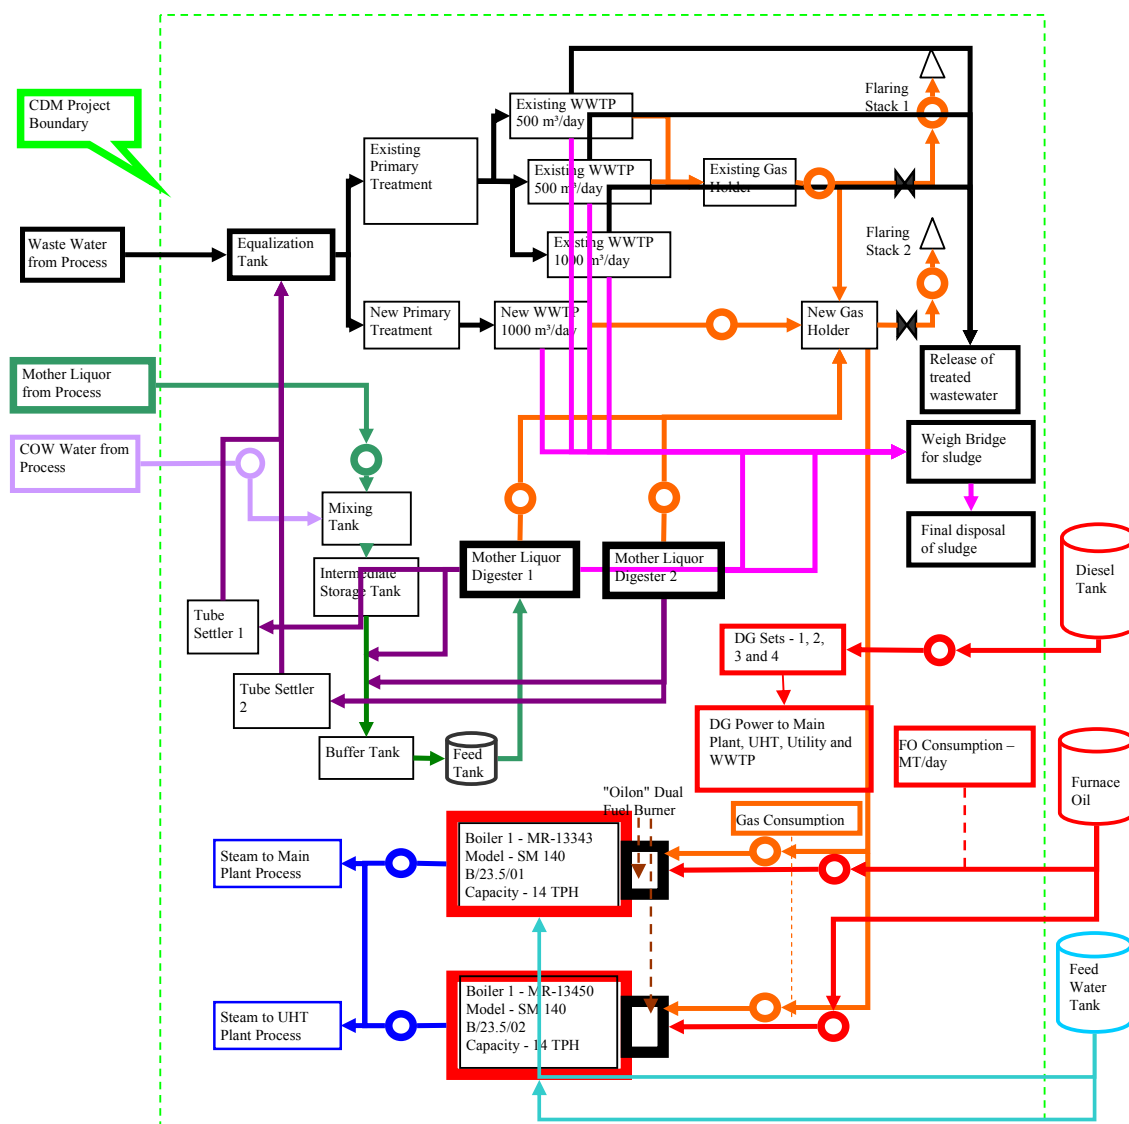 CDM Project
Boundary
Existing WWTP
500 m³/day
Flaring
Stack 1
Existing
Primary
Treatment
Existing WWTP
500 m³/day
Existing Gas
Holder
Waste Water
from Process
Equalization
Tank
Existing WWTP
1000 m³/day
Flaring
Stack 2
New Primary
Treatment
New WWTP
1000 m³/day
New Gas
Holder
Release of
treated
wastewater
Mother Liquor
from Process
COW Water from
Process
Weigh Bridge
for sludge
Mixing
Tank
Final disposal
of sludge
Mother Liquor
Digester 1
Mother Liquor
Digester 2
Intermediate
Storage Tank
Diesel
Tank
Tube
Settler 1
DG Sets - 1, 2,
3 and 4
Tube Settler
2
DG Power to Main
Plant, UHT, Utility and
WWTP
Buffer Tank
Feed
Tank
FO Consumption –
MT/day
Furnace
Oil
"Oilon" Dual
Fuel Burner
Gas Consumption
Steam to Main
Plant Process
Boiler 1 - MR-13343
Model - SM 140
B/23.5/01
Capacity - 14 TPH
Feed
Water
Tank
Steam to UHT
Plant Process
Boiler 1 - MR-13450
Model - SM 140
B/23.5/02
Capacity - 14 TPH